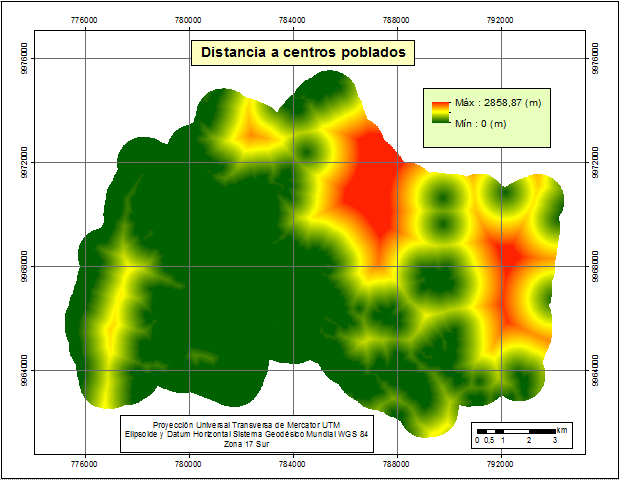 776000
780000
784000
788000
792000
Distancia a centros poblados
9976000
9976000
Máx : 2858,87 (m)
Mín : 0 (m)
9972000
9972000
9968000
9968000
9964000
9964000
Proyección Universal Transversa de Mercator UTM
Elipsoide y Datum Horizontal Sistema Geodésico Mundial WGS 84
Zona 17 Sur
km
0 0,5 1 2 3
776000
780000
784000
788000
792000